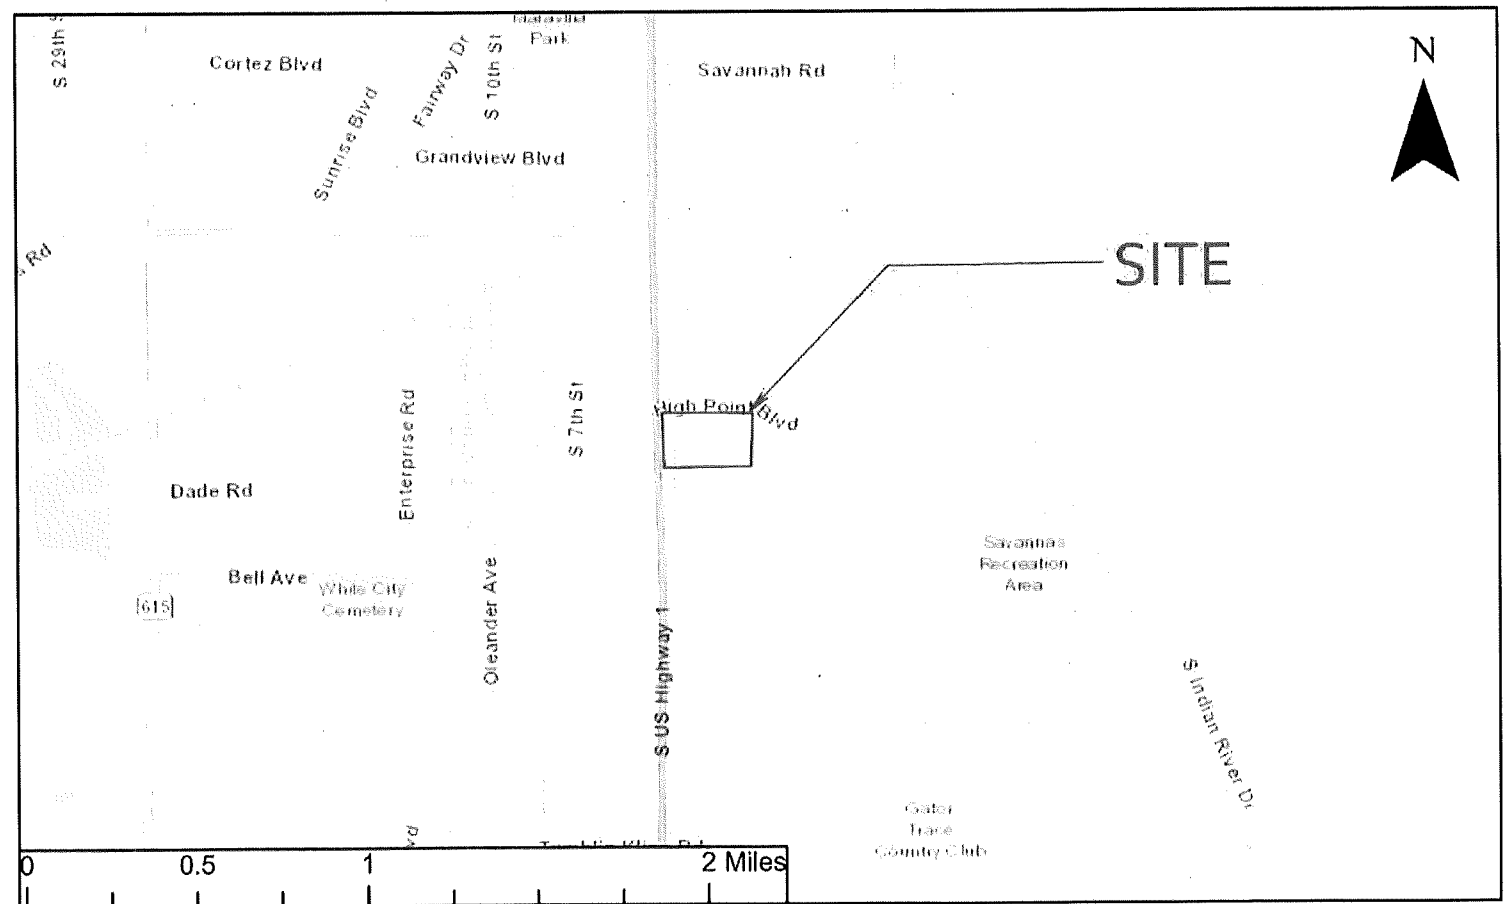 S 29th
Cortez Blvd
Sunrise Blvd
Fairway Dr
S 10th St
Park
Grandview Blvd
Savannah Rd
N
Rd
SITE
High Point Blvd
S 7th St
Enterprise Rd
Dade Rd
Bell Ave
White City
Cemetery
615
Oleander Ave
S US Highway 1
Savannas
Recreation
Area
S Indian River Dr
Gator
Trace
Country Club
0
0.5
1
2 Miles